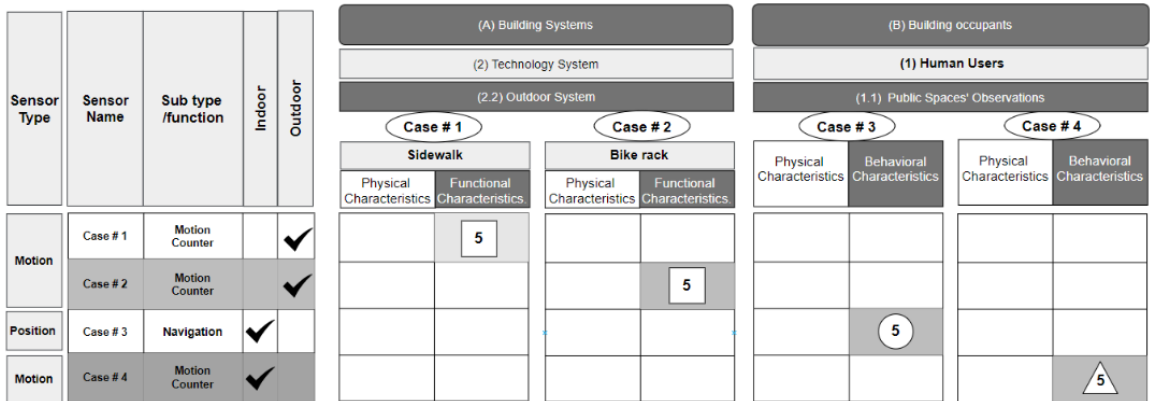 (A) Building Systems
(B) Building occupants
(2) Technology System
(1) Human Users
(2.2) Outdoor System
(1.1) Public Spaces' Observations
Sensor
Type
Sensor
Name
Sub type
/function
Indoor
Outdoor
Case # 1
Case # 2
Case # 3
Case # 4
Sidewalk
Bike rack
Physical
Characteristics
Functional
Characteristics.
Physical
Characteristics
Functional
Characteristics.
Physical
Characteristics
Behavioral
Characteristics
Physical
Characteristics
Behavioral
Characteristics
Motion
Case # 1
Motion
Counter
5
Case # 2
Motion
Counter
5
Position
Case # 3
Navigation
5
Motion
Case # 4
Motion
Counter
5